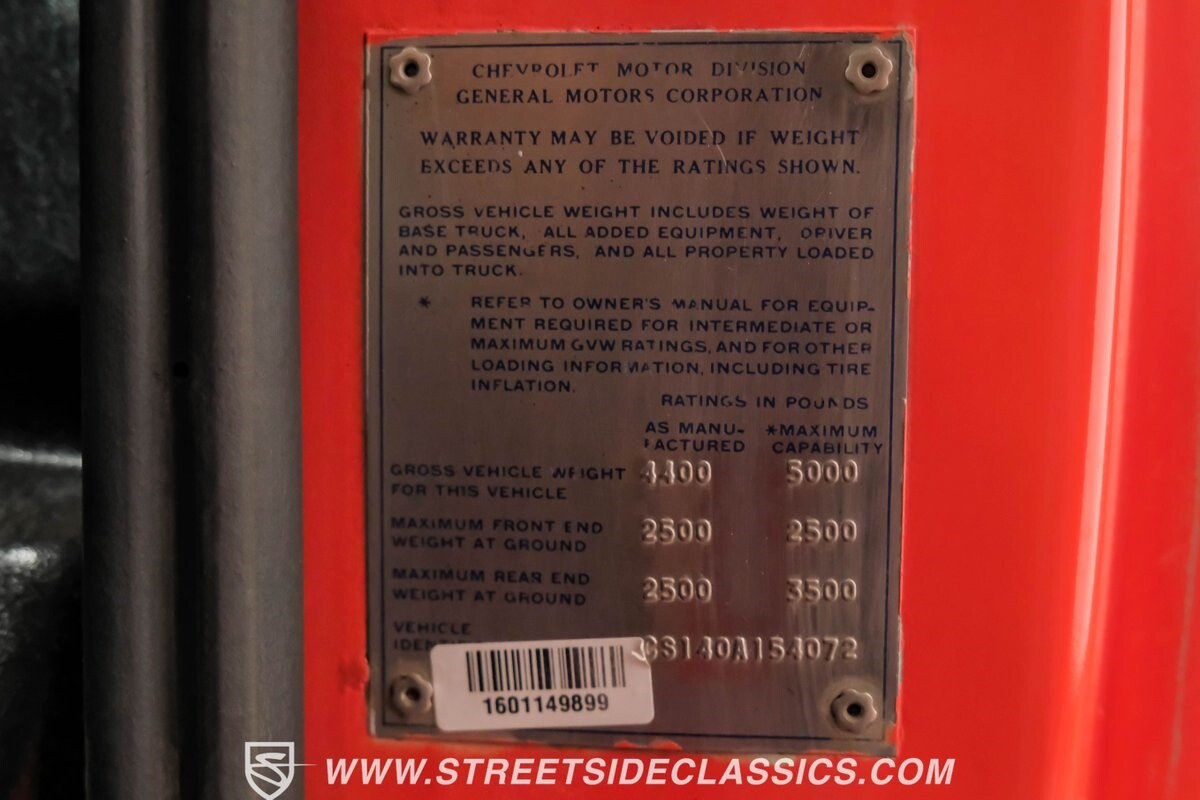 CHEVROLET MOTOR DIVISION
GENERAL MOTORS CORPORATION
WARRANTY MAY BE VOIDED IF WEIGHT
EXCEEDS ANY OF THE RATINGS SHOWN.
GROSS VEHICLE WEIGHT INCLUDES WEIGHT OF
BASE TRUCK, ALL ADDED EQUIPMENT, DRIVER
AND PASSENGERS, AND ALL PROPERTY LOADED
INTO TRUCK.
* REFER TO OWNER'S MANUAL FOR EQUIP-
MENT REQUIRED FOR INTERMEDIATE OR
MAXIMUM GVW RATINGS, AND FOR OTHER
LOADING INFORMATION, INCLUDING TIRE
INFLATION.
RATINGS IN POUNDS
AS MANU- *MAXIMUM
FACTURED CAPABILITY
GROSS VEHICLE WEIGHT 4400 5000
FOR THIS VEHICLE
MAXIMUM FRONT END 2500 2500
WEIGHT AT GROUND
MAXIMUM REAR END 2500 3500
WEIGHT AT GROUND
VEHICLE
CS140A154072
1601149899
WWW.STREETSIDECLASSICS.COM